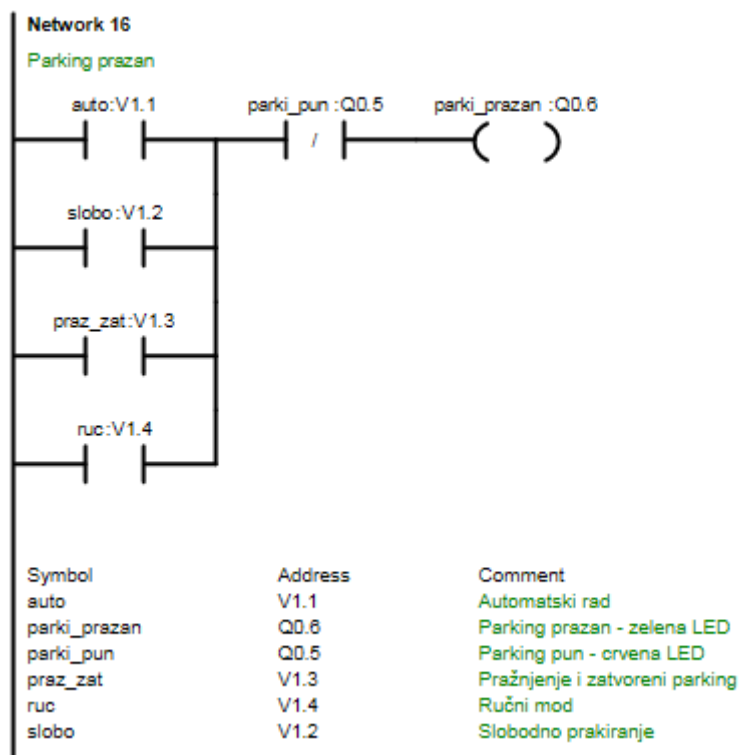 Network 16
Parking prazan
auto:V1.1 parki_pun :Q0.5 parki_prazan :Q0.6
/
slobo:V1.2
praz_zat:V1.3
ruc:V1.4
Symbol Address Comment
auto V1.1 Automatski rad
parki_prazan Q0.6 Parking prazan - zelena LED
parki_pun Q0.5 Parking pun - crvena LED
praz_zat V1.3 Pražnjenje i zatvoreni parking
ruc V1.4 Ručni mod
slobo V1.2 Slobodno prakiranje